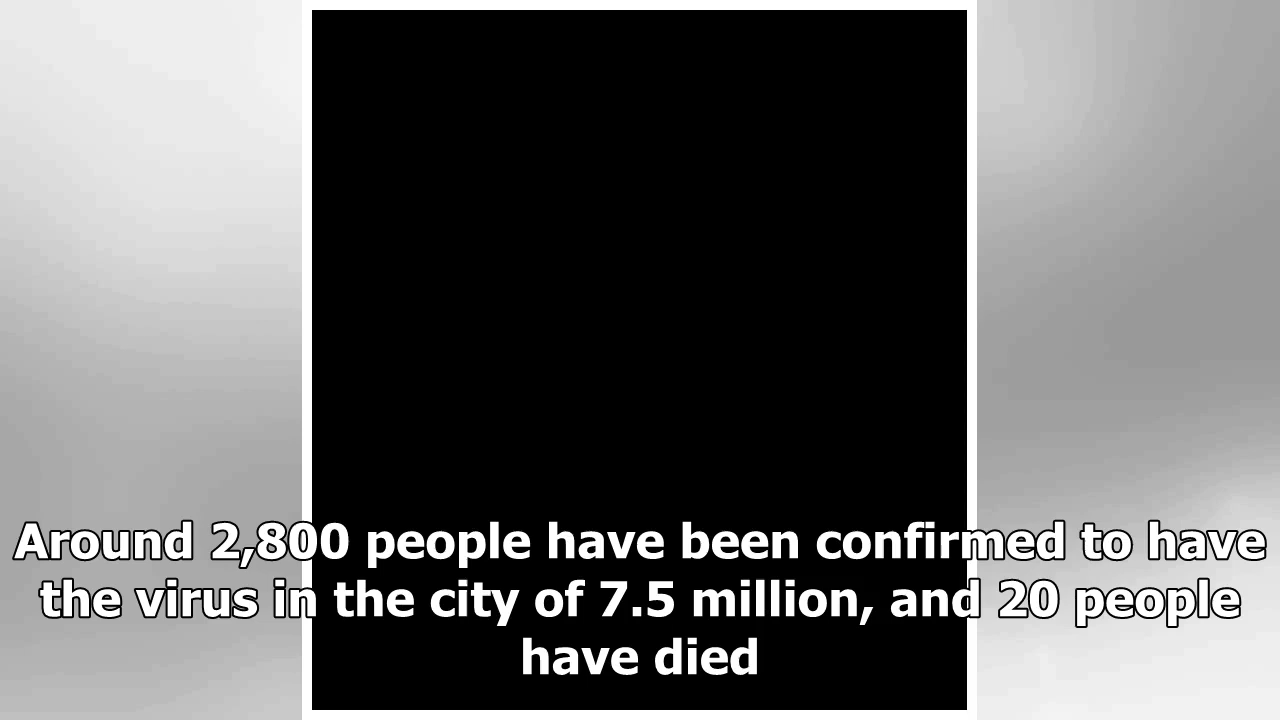 Around 2,800 people have been confirmed to have
the virus in the city of 7.5 million, and 20 people
have died